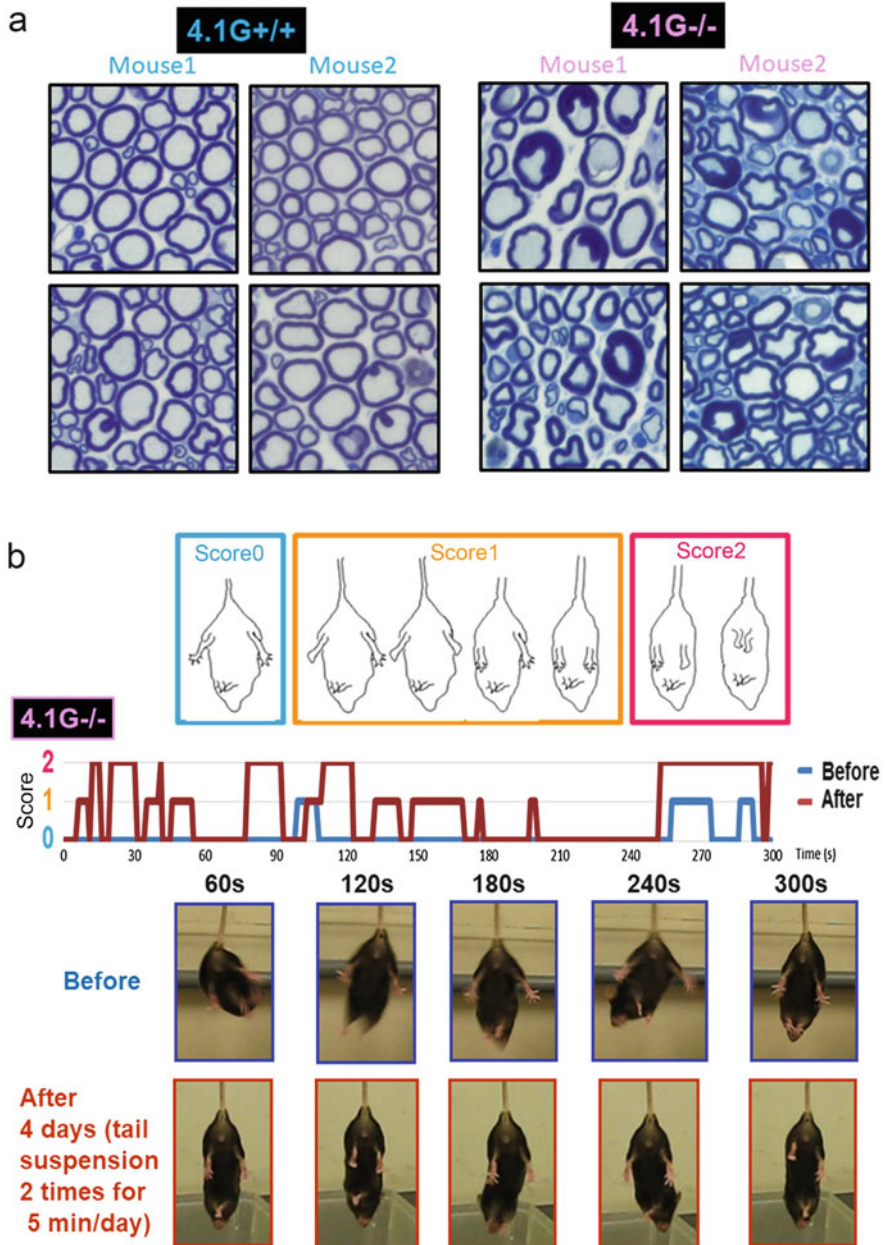 a
4.1G+/+
4.1G-/-
Mouse1
Mouse2
Mouse1
Mouse2
b
Score0
Score1
Score2
4.1G-/-
Score
2
1
0
Before
After
0 30 60 90 120 150 180 210 240 270 300 Time (s)
60s 120s 180s 240s 300s
Before
After
4 days (tail
suspension
2 times for
5 min/day)